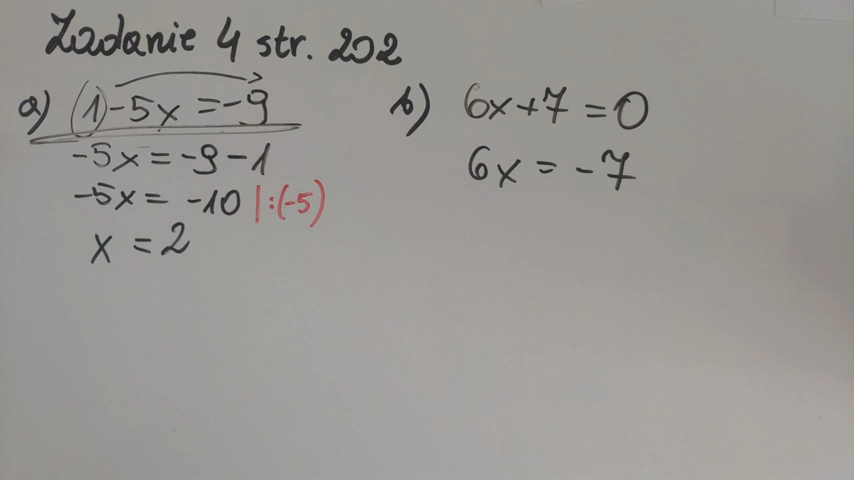 Zadanie 4 str. 202
a) (1)-5x=-9
-5x=-9-1
-5x= -10 |:(-5)
x =2
b) 6x+7=0
6x = -7